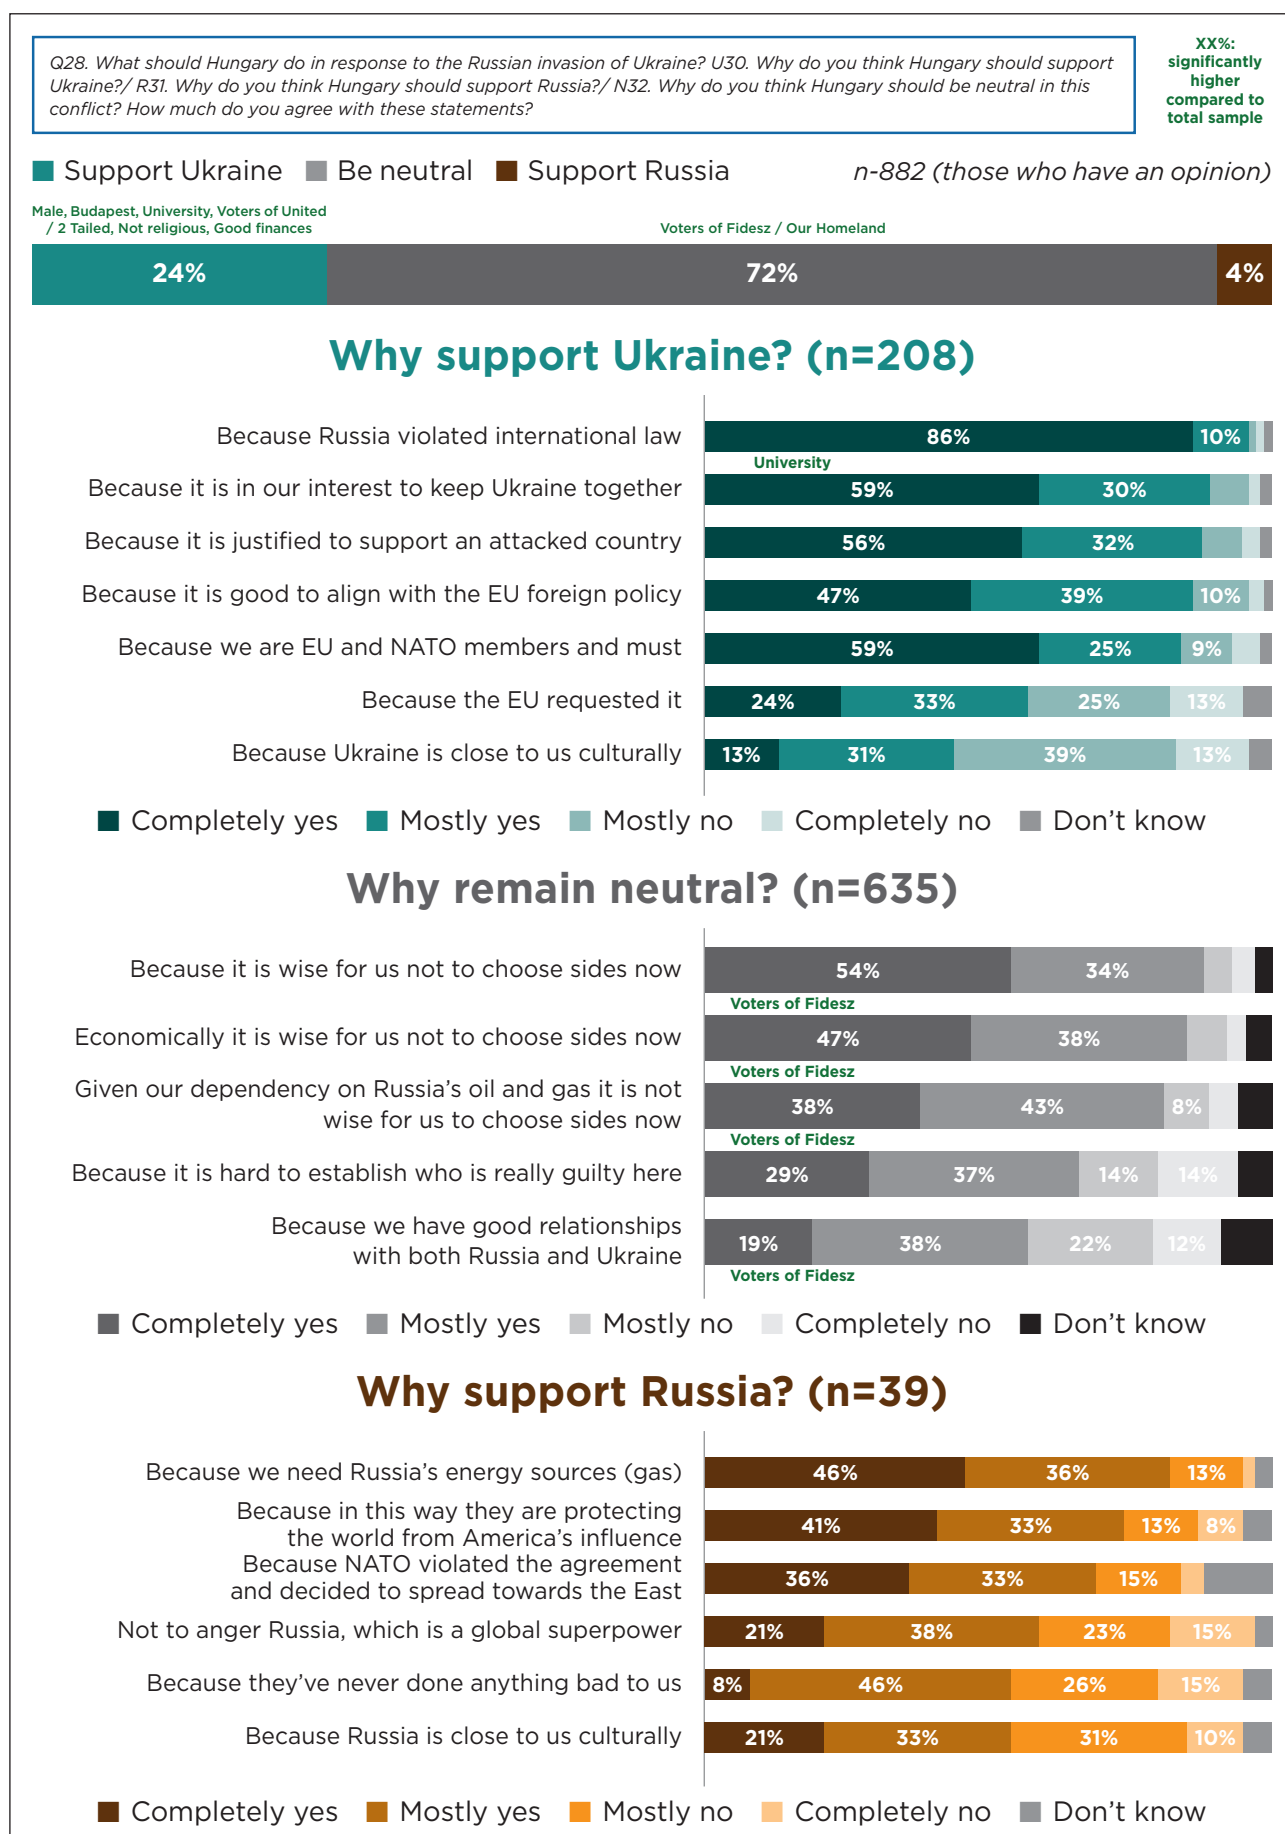 Q28. What should Hungary do in response to the Russian invasion of Ukraine? U30. Why do you think Hungary should support
Ukraine?/ R31. Why do you think Hungary should support Russia?/ N32. Why do you think Hungary should be neutral in this
conflict? How much do you agree with these statements?
XX%:
significantly
higher
compared to
total sample
Support Ukraine Be neutral Support Russia n-882 (those who have an opinion)
Male, Budapest, University, Voters of United
/ 2 Tailed, Not religious, Good finances
Voters of Fidesz / Our Homeland
24% 72% 4%
Why support Ukraine? (n=208)
Because Russia violated international law 86% 10%
University
Because it is in our interest to keep Ukraine together 59% 30%
Because it is justified to support an attacked country 56% 32%
Because it is good to align with the EU foreign policy 47% 39% 10%
Because we are EU and NATO members and must 59% 25% 9%
Because the EU requested it 24% 33% 25% 13%
Because Ukraine is close to us culturally 13% 31% 39% 13%
Completely yes Mostly yes Mostly no Completely no Don't know
Why remain neutral? (n=635)
Because it is wise for us not to choose sides now 54% 34%
Voters of Fidesz
Economically it is wise for us not to choose sides now 47% 38%
Voters of Fidesz
Given our dependency on Russia's oil and gas it is not
wise for us to choose sides now
38% 43% 8%
Voters of Fidesz
Because it is hard to establish who is really guilty here 29% 37% 14% 14%
Because we have good relationships
with both Russia and Ukraine
19% 38% 22% 12%
Voters of Fidesz
Completely yes Mostly yes Mostly no Completely no Don't know
Why support Russia? (n=39)
Because we need Russia's energy sources (gas) 46% 36% 13%
Because in this way they are protecting
the world from America's influence
41% 33% 13% 8%
Because NATO violated the agreement
and decided to spread towards the East
36% 33% 15%
Not to anger Russia, which is a global superpower 21% 38% 23% 15%
Because they've never done anything bad to us 8% 46% 26% 15%
Because Russia is close to us culturally 21% 33% 31% 10%
Completely yes Mostly yes Mostly no Completely no Don't know